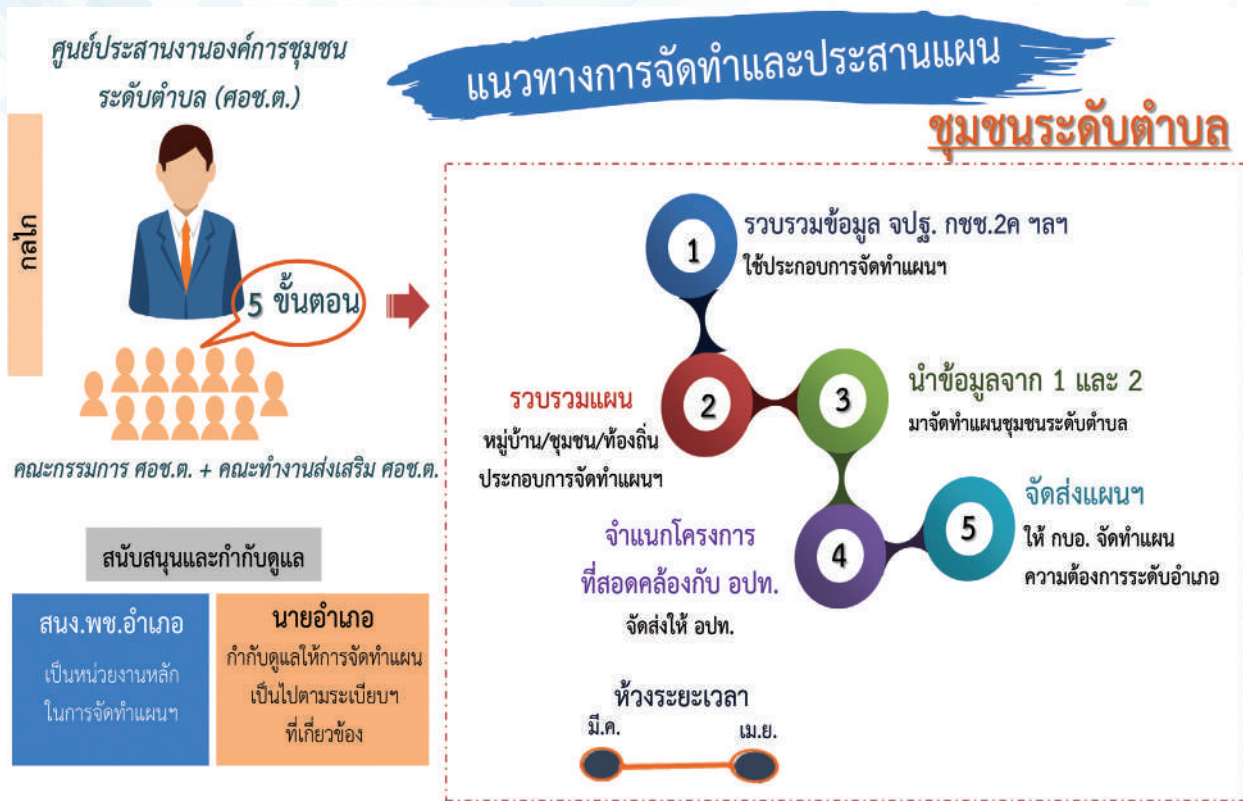 ศูนย์ประสานงานองค์การชุมชน
ระดับตำบล (ศอช.ต.)
แนวทางการจัดทำและประสานแผน
ชุมชนระดับตำบล
กลไก
5 ขั้นตอน
คณะกรรมการ ศอช.ต. + คณะทำงานส่งเสริม ศอช.ต.
สนับสนุนและกำกับดูแล
สนง.พช.อำเภอ
เป็นหน่วยงานหลัก
ในการจัดทำแผนฯ
นายอำเภอ
กำกับดูแลให้การจัดทำแผน
เป็นไปตามระเบียบฯ
ที่เกี่ยวข้อง
1
รวบรวมข้อมูล จปฐ. กชช.2ค ฯลฯ
ใช้ประกอบการจัดทำแผนฯ
2
รวบรวมแผน
หมู่บ้าน/ชุมชน/ท้องถิ่น
ประกอบการจัดทำแผนฯ
3
นำข้อมูลจาก 1 และ 2
มาจัดทำแผนชุมชนระดับตำบล
4
จำแนกโครงการ
ที่สอดคล้องกับ อปท.
จัดส่งให้ อปท.
5
จัดส่งแผนฯ
ให้ กบอ. จัดทำแผน
ความต้องการระดับอำเภอ
ห้วงระยะเวลา
มี.ค.
เม.ย.